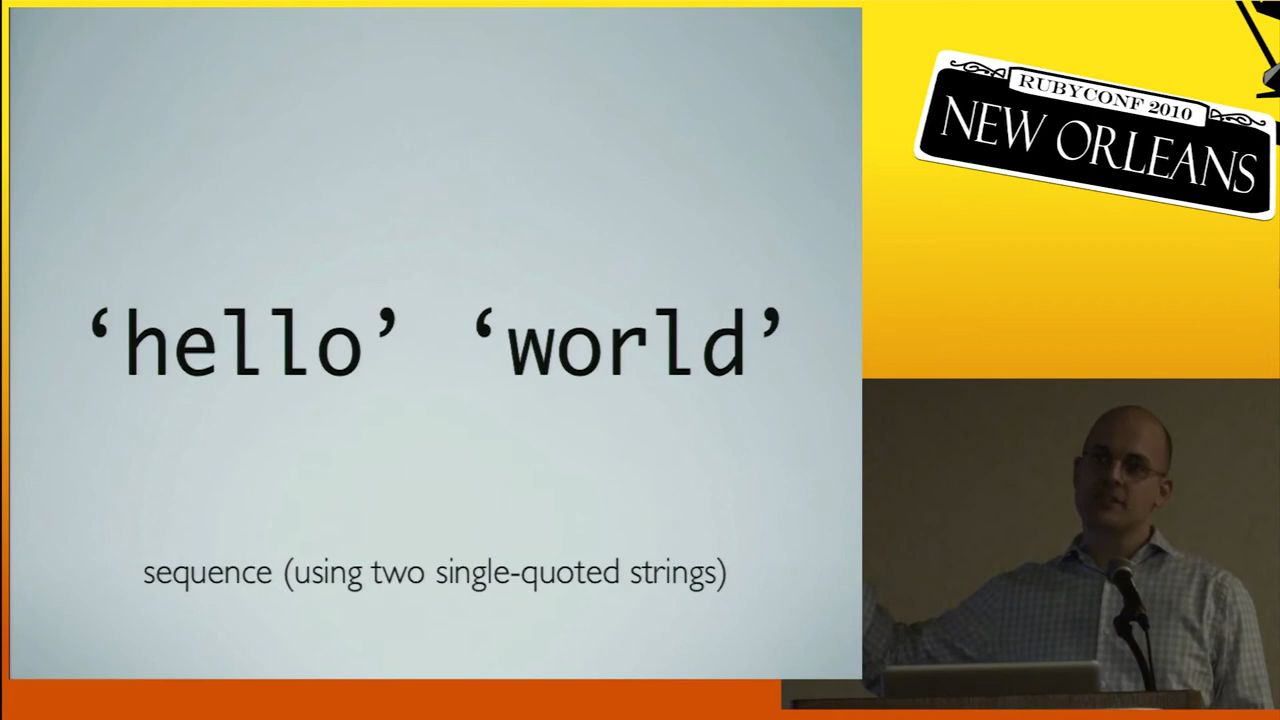 ‘hello’ ‘world’
sequence (using two single-quoted strings)
RUBYCONF 2010
NEW ORLEANS